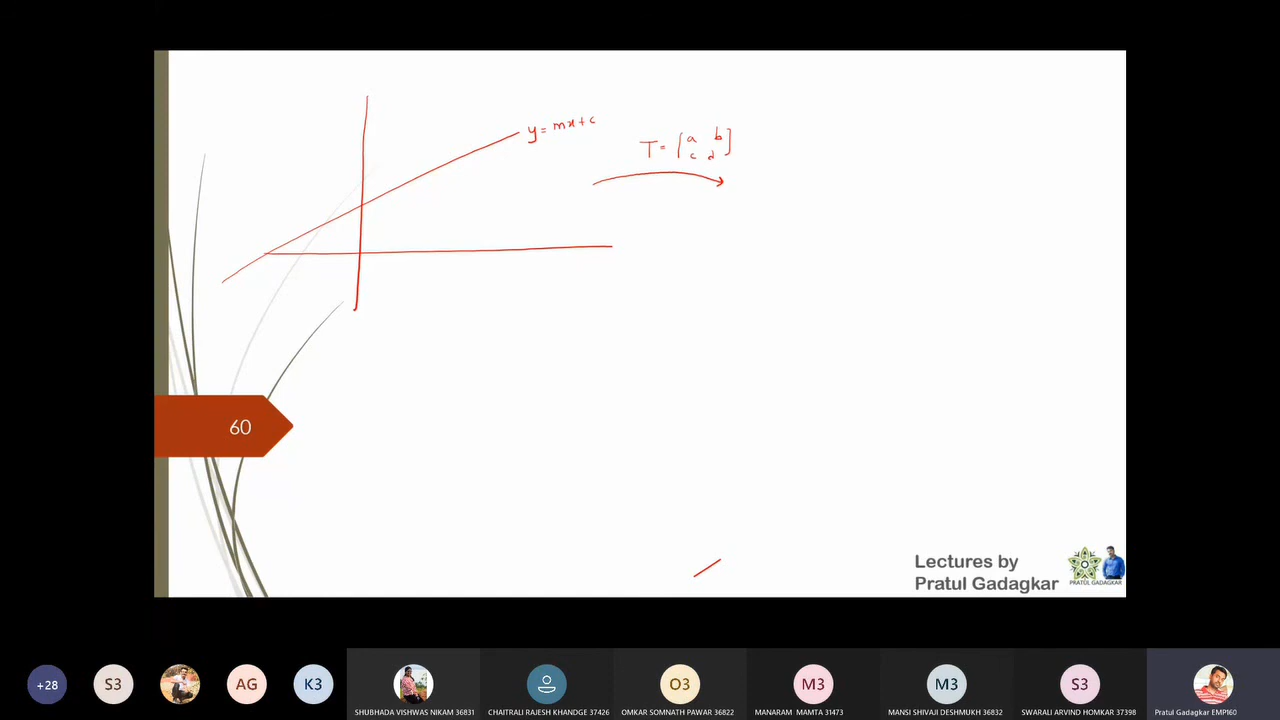 y = mx + c
T = [a b
c d]
60
Lectures by
Pratul Gadagkar
PRATUL GADAGKAR
+28
S3
AG
K3
O3
M3
M3
S3
SHUBHADA VISHWAS NIKAM 36831
CHAITRALI RAJESH KHANDGE 37426
OMKAR SOMNATH PAWAR 36822
MANARAM MAMTA 31473
MANSI SHIVAJI DESHMUKH 36832
SWARALI ARVIND HOMKAR 37398
Pratul Gadagkar EMP160